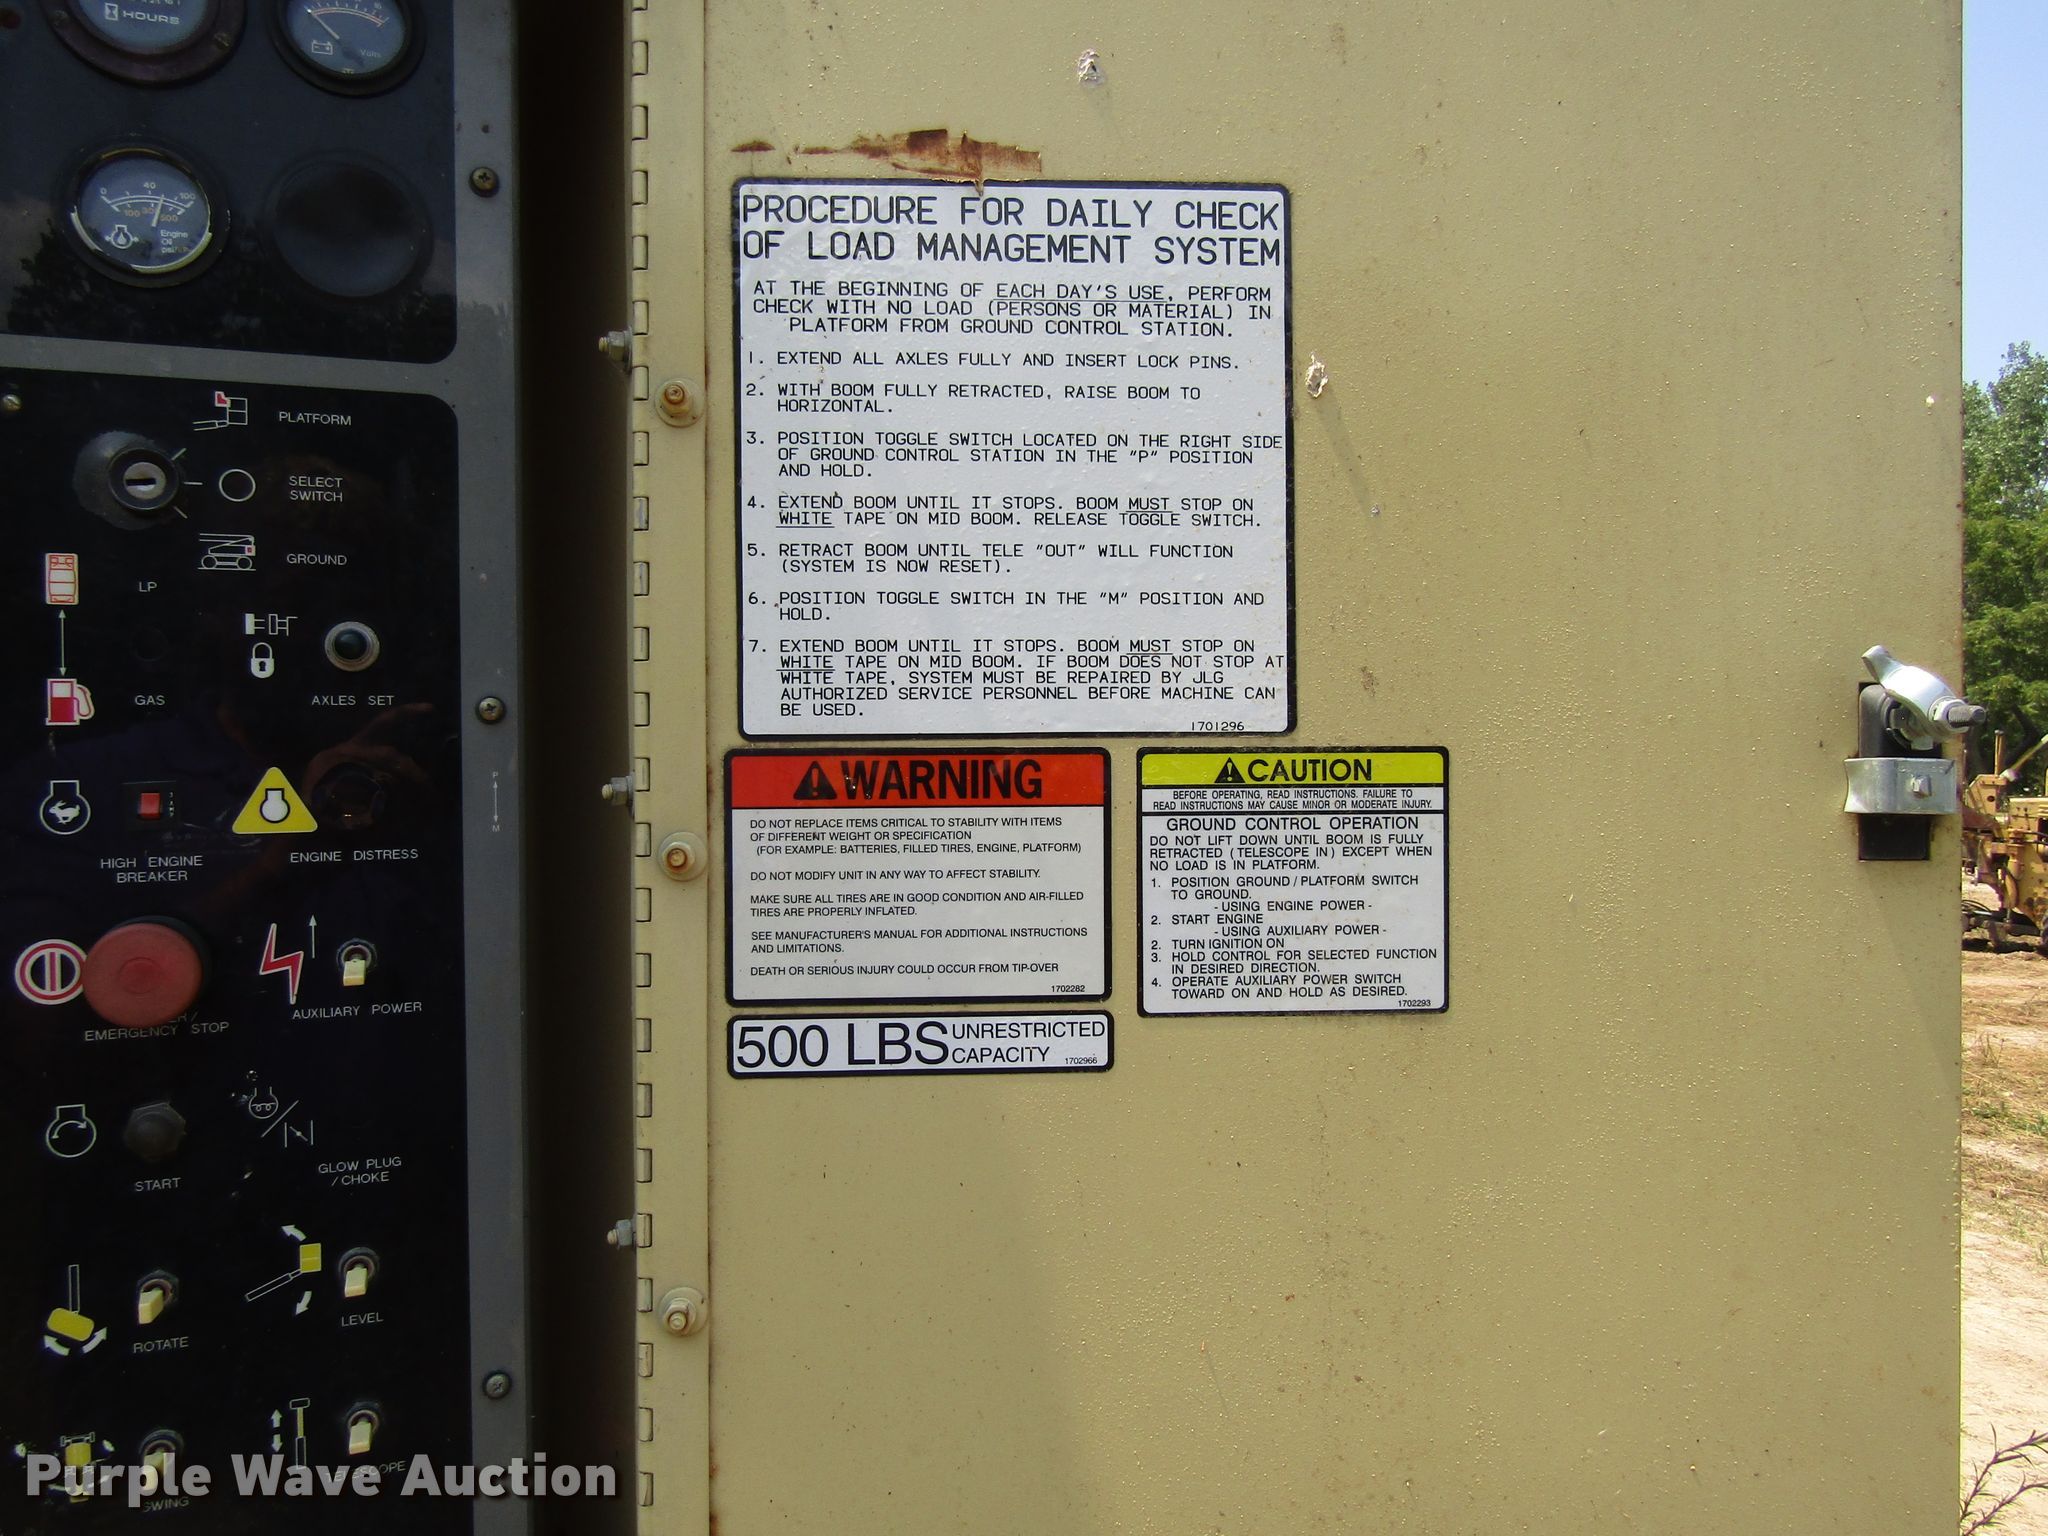 HOURS
Volts
0 40 100
100 300 500
Engine
Oil
PLATFORM
SELECT
SWITCH
GROUND
LP
GAS
AXLES SET
P
M
HIGH ENGINE
BREAKER
ENGINE DISTRESS
EMERGENCY STOP
AUXILIARY POWER
START
GLOW PLUG
/CHOKE
LEVEL
ROTATE
TELESCOPE
SWING
PROCEDURE FOR DAILY CHECK
OF LOAD MANAGEMENT SYSTEM
AT THE BEGINNING OF EACH DAY'S USE, PERFORM
CHECK WITH NO LOAD (PERSONS OR MATERIAL) IN
PLATFORM FROM GROUND CONTROL STATION.
1. EXTEND ALL AXLES FULLY AND INSERT LOCK PINS.
2. WITH BOOM FULLY RETRACTED, RAISE BOOM TO
HORIZONTAL.
3. POSITION TOGGLE SWITCH LOCATED ON THE RIGHT SIDE
OF GROUND CONTROL STATION IN THE "P" POSITION
AND HOLD.
4. EXTEND BOOM UNTIL IT STOPS. BOOM MUST STOP ON
WHITE TAPE ON MID BOOM. RELEASE TOGGLE SWITCH.
5. RETRACT BOOM UNTIL TELE "OUT" WILL FUNCTION
(SYSTEM IS NOW RESET).
6. POSITION TOGGLE SWITCH IN THE "M" POSITION AND
HOLD.
7. EXTEND BOOM UNTIL IT STOPS. BOOM MUST STOP ON
WHITE TAPE ON MID BOOM. IF BOOM DOES NOT STOP AT
WHITE TAPE, SYSTEM MUST BE REPAIRED BY JLG
AUTHORIZED SERVICE PERSONNEL BEFORE MACHINE CAN
BE USED.
1701296
WARNING
DO NOT REPLACE ITEMS CRITICAL TO STABILITY WITH ITEMS
OF DIFFERENT WEIGHT OR SPECIFICATION
(FOR EXAMPLE: BATTERIES, FILLED TIRES, ENGINE, PLATFORM)
DO NOT MODIFY UNIT IN ANY WAY TO AFFECT STABILITY.
MAKE SURE ALL TIRES ARE IN GOOD CONDITION AND AIR-FILLED
TIRES ARE PROPERLY INFLATED.
SEE MANUFACTURER'S MANUAL FOR ADDITIONAL INSTRUCTIONS
AND LIMITATIONS.
DEATH OR SERIOUS INJURY COULD OCCUR FROM TIP-OVER
1702282
CAUTION
BEFORE OPERATING, READ INSTRUCTIONS. FAILURE TO
READ INSTRUCTIONS MAY CAUSE MINOR OR MODERATE INJURY.
GROUND CONTROL OPERATION
DO NOT LIFT DOWN UNTIL BOOM IS FULLY
RETRACTED (TELESCOPE IN) EXCEPT WHEN
NO LOAD IS IN PLATFORM.
1. POSITION GROUND/PLATFORM SWITCH
TO GROUND.
- USING ENGINE POWER -
2. START ENGINE
- USING AUXILIARY POWER -
2. TURN IGNITION ON
3. HOLD CONTROL FOR SELECTED FUNCTION
IN DESIRED DIRECTION.
4. OPERATE AUXILIARY POWER SWITCH
TOWARD ON AND HOLD AS DESIRED.
1702293
500 LBS UNRESTRICTED
CAPACITY 1702966
Purple Wave Auction